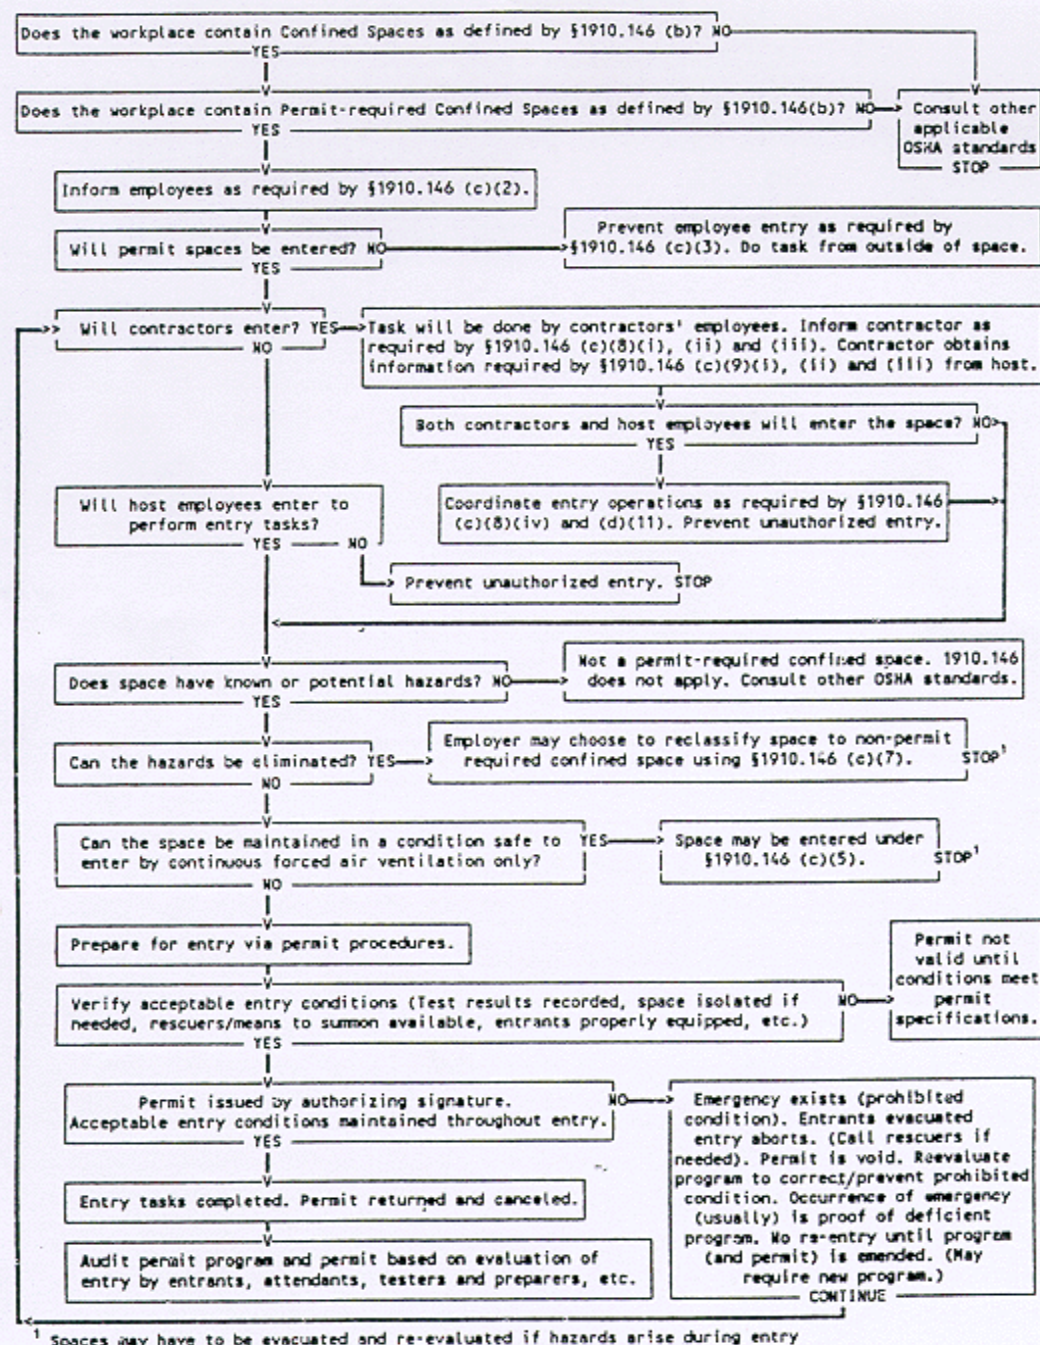 Does the workplace contain Confined Spaces as defined by §1910.146 (b)? NO
YES
Does the workplace contain Permit-required Confined Spaces as defined by §1910.146(b)? NO
YES
Consult other
applicable
OSHA standards
STOP
Inform employees as required by §1910.146 (c)(2).
Will permit spaces be entered? NO
YES
Prevent employee entry as required by
§1910.146 (c)(3). Do task from outside of space.
Will contractors enter? YES
NO
Task will be done by contractors' employees. Inform contractor as
required by §1910.146 (c)(8)(i), (ii) and (iii). Contractor obtains
information required by §1910.146 (c)(9)(i), (ii) and (iii) from host.
Both contractors and host employees will enter the space? NO
YES
Coordinate entry operations as required by §1910.146
(c)(8)(iv) and (d)(11). Prevent unauthorized entry.
Will host employees enter to
perform entry tasks?
YES NO
Prevent unauthorized entry. STOP
Does space have known or potential hazards? NO
YES
Not a permit-required confined space. 1910.146
does not apply. Consult other OSHA standards.
Can the hazards be eliminated? YES
NO
Employer may choose to reclassify space to non-permit
required confined space using §1910.146 (c)(7). STOP¹
Can the space be maintained in a condition safe to YES
enter by continuous forced air ventilation only?
NO
Space may be entered under
§1910.146 (c)(5). STOP¹
Prepare for entry via permit procedures.
Verify acceptable entry conditions (Test results recorded, space isolated if NO
needed, rescuers/means to summon available, entrants properly equipped, etc.)
YES
Permit not
valid until
conditions meet
permit
specifications.
Permit issued by authorizing signature. NO
Acceptable entry conditions maintained throughout entry.
YES
Emergency exists (prohibited
condition). Entrants evacuated
entry aborts. (Call rescuers if
needed). Permit is void. Reevaluate
program to correct/prevent prohibited
condition. Occurrence of emergency
(usually) is proof of deficient
program. No re-entry until program
(and permit) is emended. (May
require new program.)
CONTINUE
Entry tasks completed. Permit returned and canceled.
Audit permit program and permit based on evaluation of
entry by entrants, attendants, testers and preparers, etc.
¹ Spaces may have to be evacuated and re-evaluated if hazards arise during entry